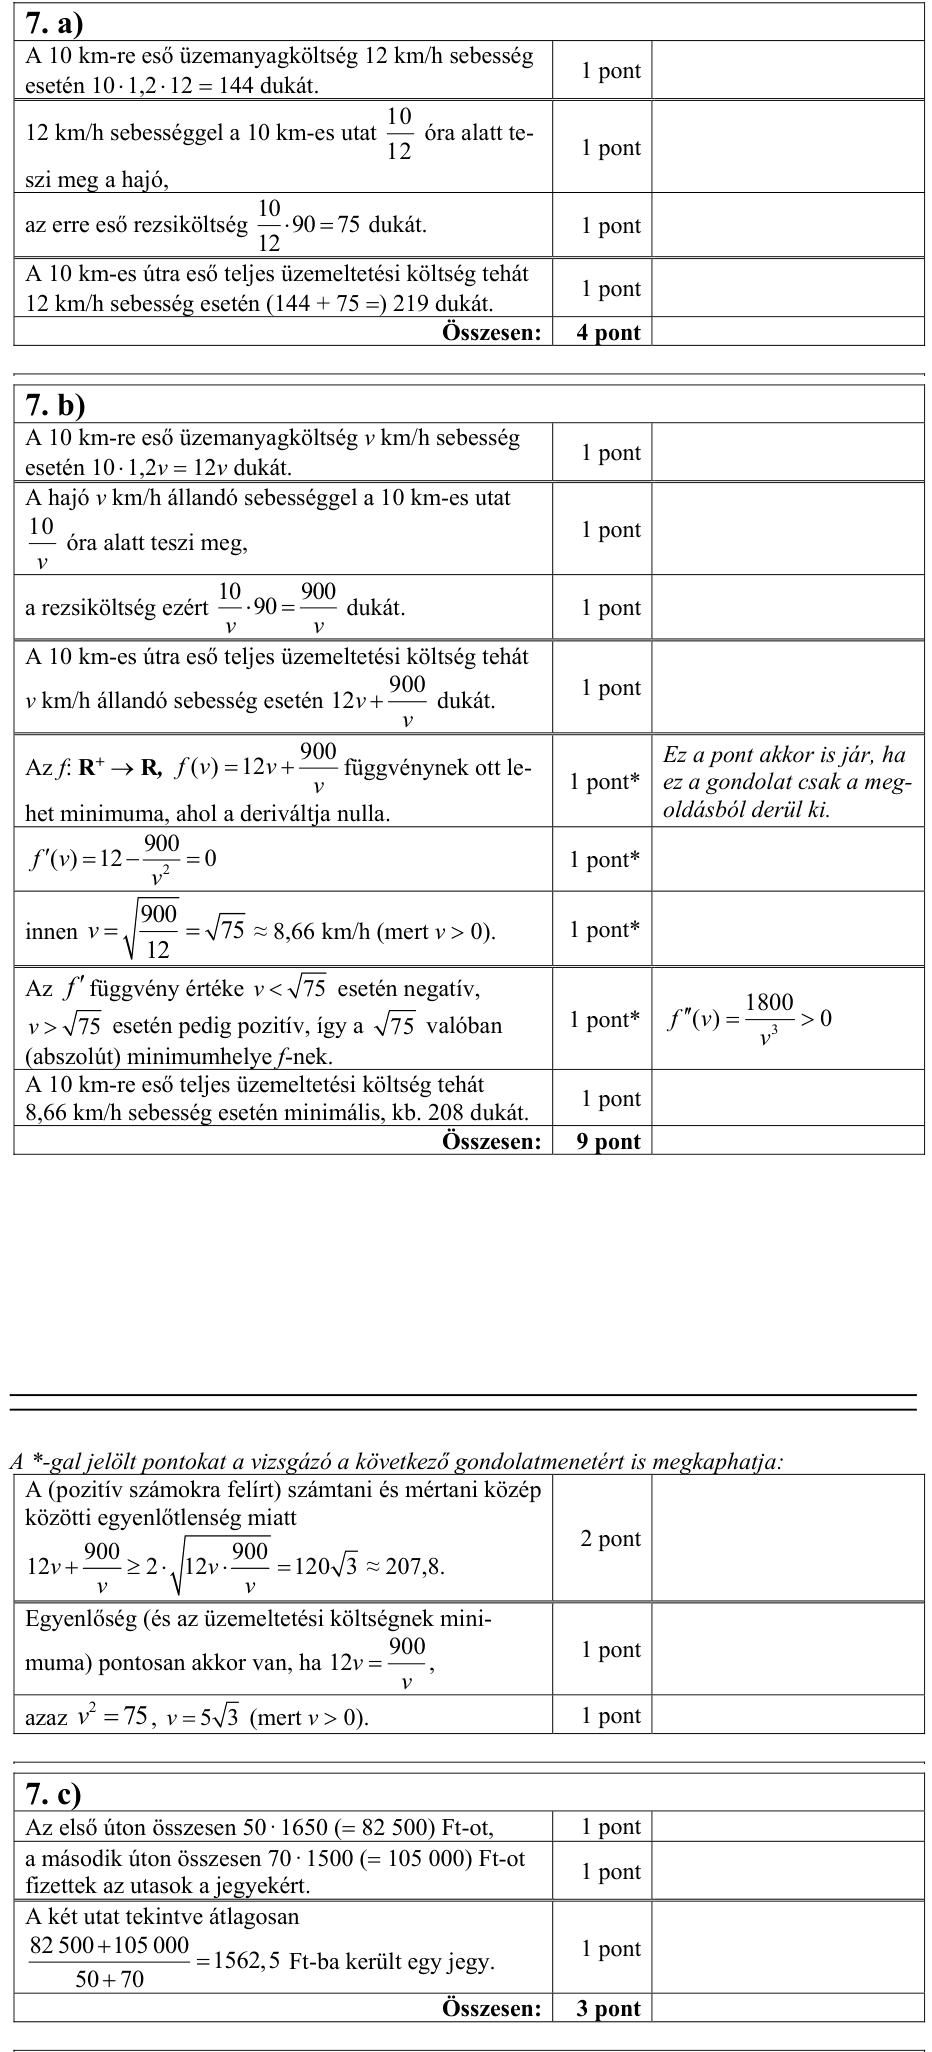 7. a)
A 10 km-re eső üzemanyagköltség 12 km/h sebesség
esetén 10 · 1,2 · 12 = 144 dukát.
1 pont
12 km/h sebességgel a 10 km-es utat 10/12 óra alatt te-
szi meg a hajó,
1 pont
az erre eső rezsiköltség 10/12 · 90 = 75 dukát.
1 pont
A 10 km-es útra eső teljes üzemeltetési költség tehát
12 km/h sebesség esetén (144 + 75 =) 219 dukát.
1 pont
Összesen: 4 pont
7. b)
A 10 km-re eső üzemanyagköltség v km/h sebesség
esetén 10 · 1,2v = 12v dukát.
1 pont
A hajó v km/h állandó sebességgel a 10 km-es utat
10/v óra alatt teszi meg,
1 pont
a rezsiköltség ezért 10/v · 90 = 900/v dukát.
1 pont
A 10 km-es útra eső teljes üzemeltetési költség tehát
v km/h állandó sebesség esetén 12v + 900/v dukát.
1 pont
Az f: R⁺ → R, f(v) = 12v + 900/v függvénynek ott le-
het minimuma, ahol a deriváltja nulla.
1 pont*
Ez a pont akkor is jár, ha
ez a gondolat csak a meg-
oldásból derül ki.
f′(v) = 12 − 900/v² = 0
1 pont*
innen v = √(900/12) = √75 ≈ 8,66 km/h (mert v > 0).
1 pont*
Az f′ függvény értéke v < √75 esetén negatív,
v > √75 esetén pedig pozitív, így a √75 valóban
(abszolút) minimumhelye f-nek.
1 pont*
f″(v) = 1800/v³ > 0
A 10 km-re eső teljes üzemeltetési költség tehát
8,66 km/h sebesség esetén minimális, kb. 208 dukát.
1 pont
Összesen: 9 pont
A *-gal jelölt pontokat a vizsgázó a következő gondolatmenetért is megkaphatja:
A (pozitív számokra felírt) számtani és mértani közép
közötti egyenlőtlenség miatt
12v + 900/v ≥ 2 · √(12v · 900/v) = 120√3 ≈ 207,8.
2 pont
Egyenlőség (és az üzemeltetési költségnek mini-
muma) pontosan akkor van, ha 12v = 900/v,
1 pont
azaz v² = 75, v = 5√3 (mert v > 0).
1 pont
7. c)
Az első úton összesen 50 · 1650 (= 82 500) Ft-ot,
1 pont
a második úton összesen 70 · 1500 (= 105 000) Ft-ot
fizettek az utasok a jegyekért.
1 pont
A két utat tekintve átlagosan
(82 500 + 105 000)/(50 + 70) = 1562,5 Ft-ba került egy jegy.
1 pont
Összesen: 3 pont